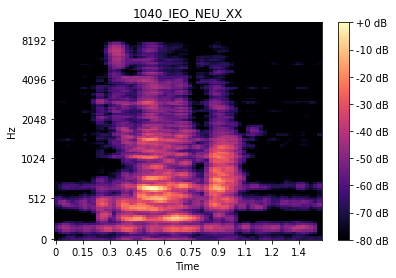 1040_IEO_NEU_XX
+0 dB
8192
-10 dB
4096
-20 dB
-30 dB
2048
-40 dB
Hz
1024
-50 dB
512
-60 dB
-70 dB
0
-80 dB
0 0.15 0.3 0.45 0.6 0.75 0.9 1.1 1.2 1.4
Time